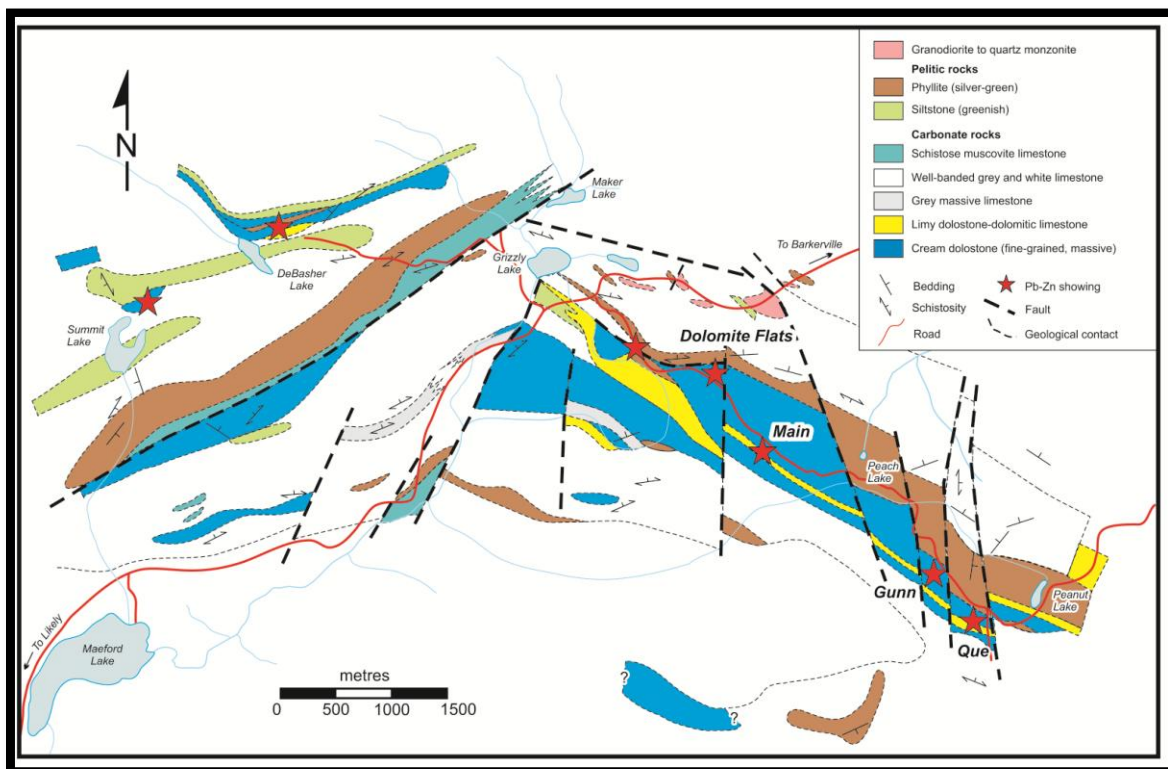 Granodiorite to quartz monzonite
Pelitic rocks
Phyllite (silver-green)
Siltstone (greenish)
Carbonate rocks
Schistose muscovite limestone
Well-banded grey and white limestone
Grey massive limestone
Limy dolostone-dolomitic limestone
Cream dolostone (fine-grained, massive)
Bedding
Pb-Zn showing
Schistosity
Fault
Road
Geological contact
N
Maker
Lake
To Barkerville
Grizzly
Lake
DeBasher
Lake
Summit
Lake
Dolomite Flats
Main
Peach
Lake
Gunn
Peanut
Lake
Que
To Likely
Maeford
Lake
metres
0 500 1000 1500
?
?